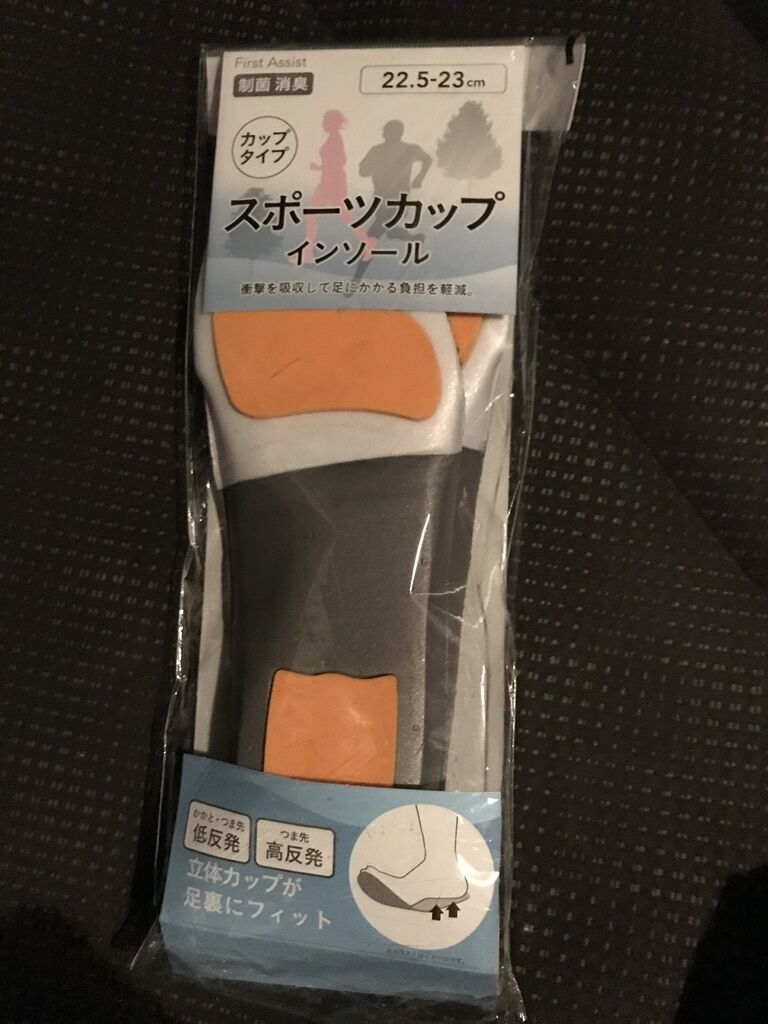 First Assist
制菌 消臭
22.5-23cm
カップ
タイプ
スポーツカップ
インソール
衝撃を吸収して足にかかる負担を軽減。
かかと・つま先
低反発
つま先
高反発
立体カップが
足裏にフィット